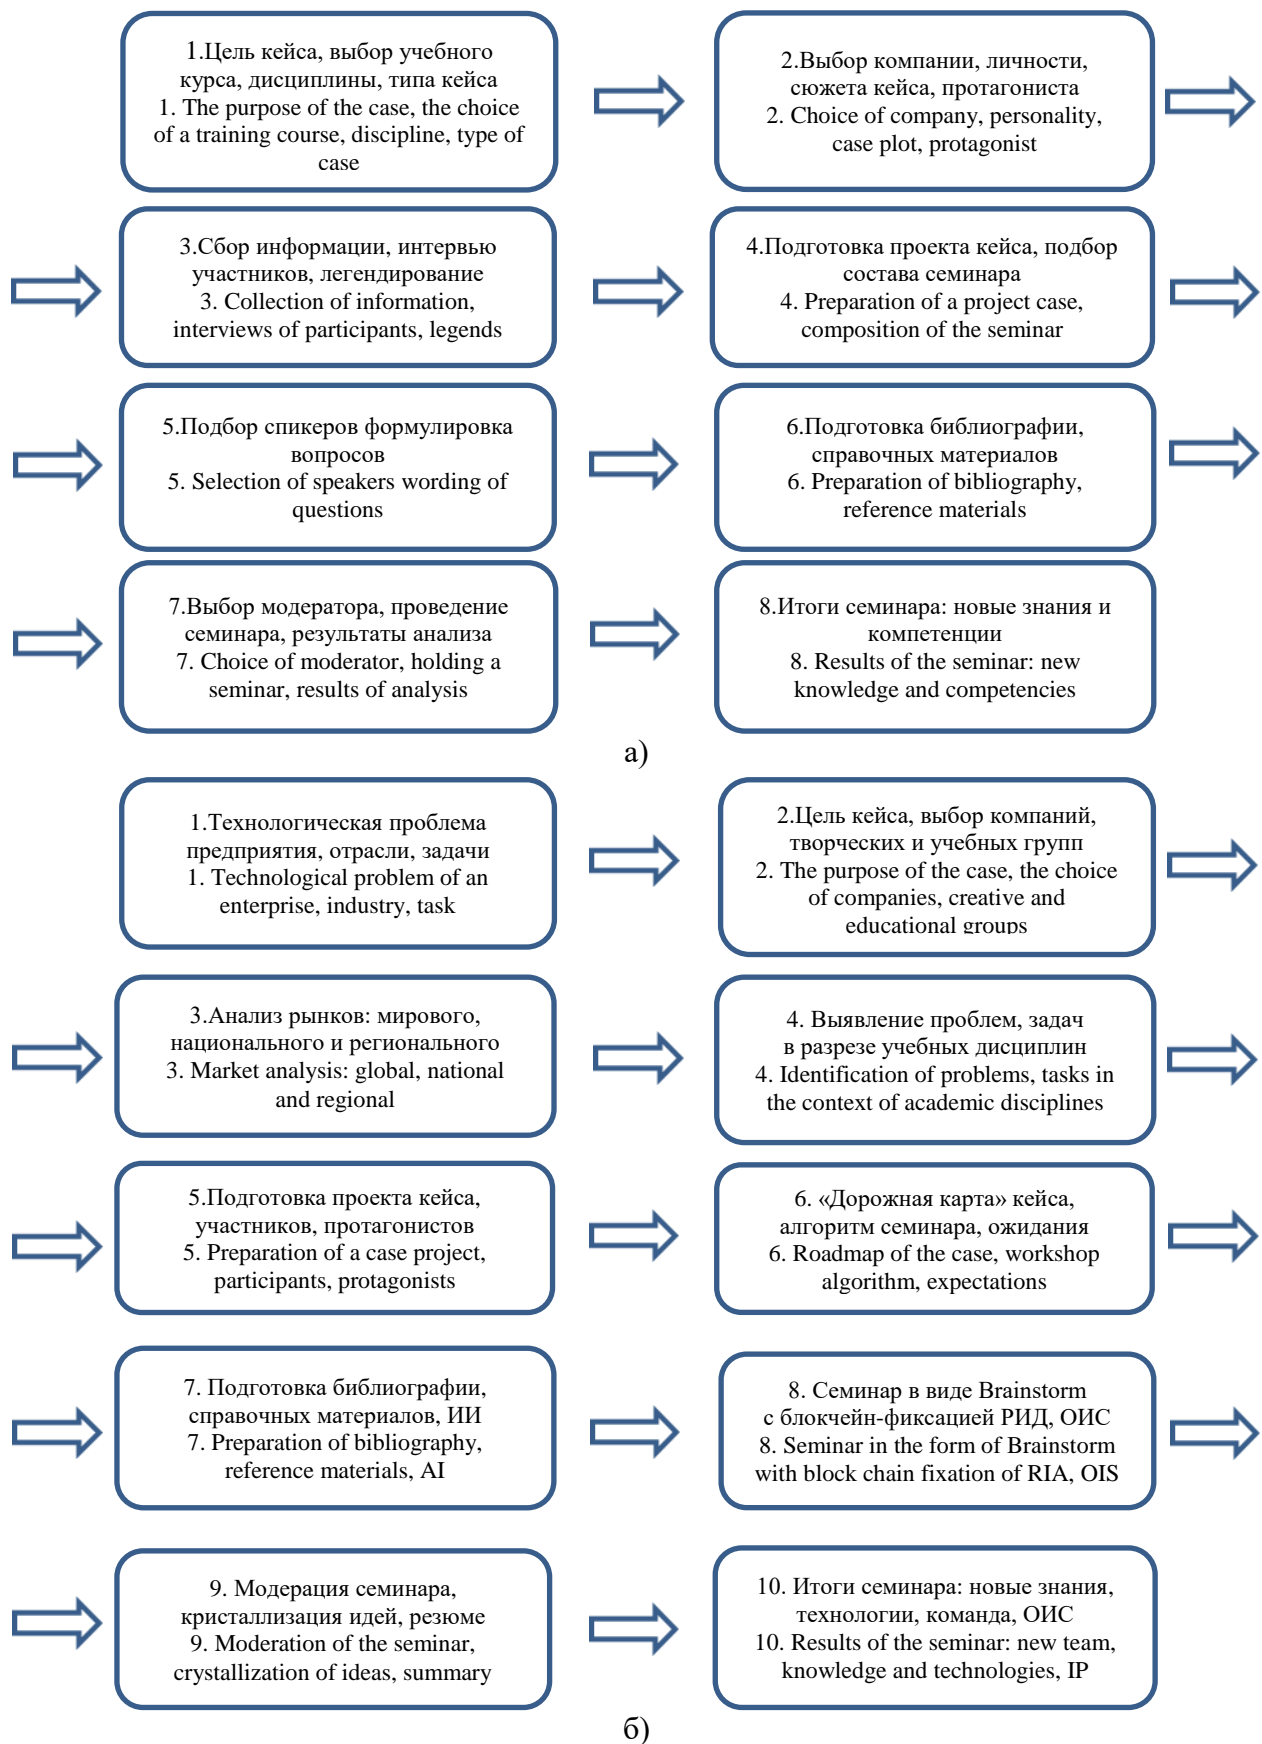 1.Цель кейса, выбор учебного
курса, дисциплины, типа кейса
1. The purpose of the case, the choice
of a training course, discipline, type of
case
2.Выбор компании, личности,
сюжета кейса, протагониста
2. Choice of company, personality,
case plot, protagonist
3.Сбор информации, интервью
участников, легендирование
3. Collection of information,
interviews of participants, legends
4.Подготовка проекта кейса, подбор
состава семинара
4. Preparation of a project case,
composition of the seminar
5.Подбор спикеров формулировка
вопросов
5. Selection of speakers wording of
questions
6.Подготовка библиографии,
справочных материалов
6. Preparation of bibliography,
reference materials
7.Выбор модератора, проведение
семинара, результаты анализа
7. Choice of moderator, holding a
seminar, results of analysis
8.Итоги семинара: новые знания и
компетенции
8. Results of the seminar: new
knowledge and competencies
а)
1.Технологическая проблема
предприятия, отрасли, задачи
1. Technological problem of an
enterprise, industry, task
2.Цель кейса, выбор компаний,
творческих и учебных групп
2. The purpose of the case, the choice
of companies, creative and
educational groups
3.Анализ рынков: мирового,
национального и регионального
3. Market analysis: global, national
and regional
4. Выявление проблем, задач
в разрезе учебных дисциплин
4. Identification of problems, tasks in
the context of academic disciplines
5.Подготовка проекта кейса,
участников, протагонистов
5. Preparation of a case project,
participants, protagonists
6. «Дорожная карта» кейса,
алгоритм семинара, ожидания
6. Roadmap of the case, workshop
algorithm, expectations
7. Подготовка библиографии,
справочных материалов, ИИ
7. Preparation of bibliography,
reference materials, AI
8. Семинар в виде Brainstorm
с блокчейн-фиксацией РИД, ОИС
8. Seminar in the form of Brainstorm
with block chain fixation of RIA, OIS
9. Модерация семинара,
кристаллизация идей, резюме
9. Moderation of the seminar,
crystallization of ideas, summary
10. Итоги семинара: новые знания,
технологии, команда, ОИС
10. Results of the seminar: new team,
knowledge and technologies, IP
б)